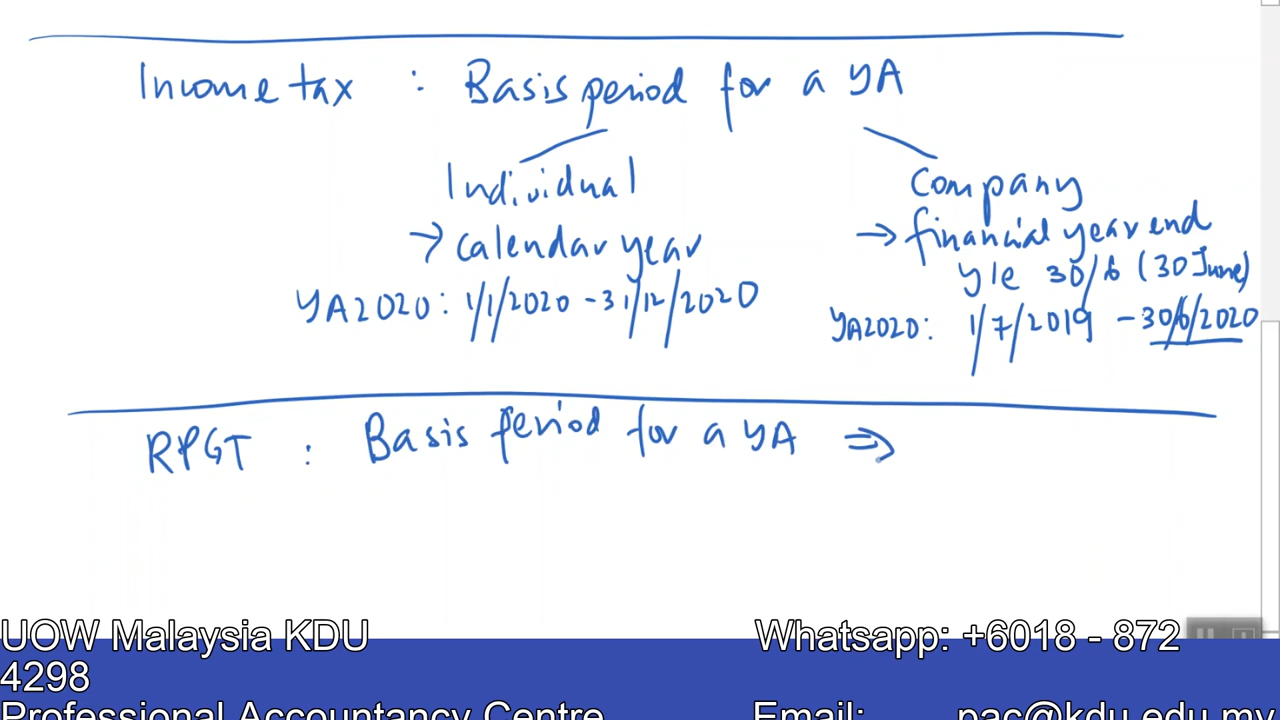 Income tax : Basis period for a YA
Individual
→ calendar year
YA2020: 1/1/2020 - 31/12/2020
Company
→ financial year end
y/e 30/6 (30 June)
YA2020: 1/7/2019 - 30/6/2020
RPGT : Basis period for a YA ⇒
UOW Malaysia KDU Whatsapp: +6018 - 872
4298
Professional Accountancy Centre Email: pac@kdu.edu.my